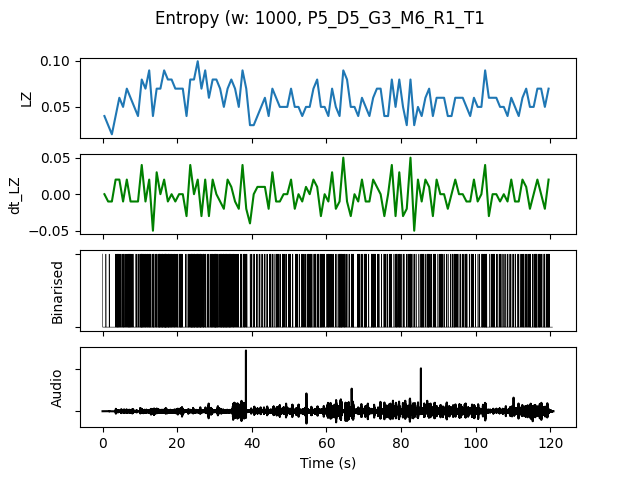 Entropy (w: 1000, P5_D5_G3_M6_R1_T1
0.10
0.05
LZ
0.05
0.00
−0.05
dt_LZ
Binarised
Audio
0 20 40 60 80 100 120
Time (s)